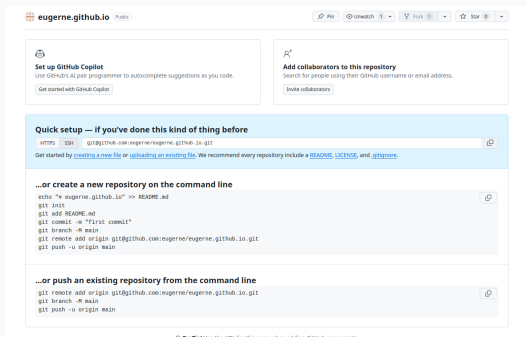 eugerne.github.io Public
Pin Unwatch 1 Fork 0 Star 0
Set up GitHub Copilot
Use GitHub's AI pair programmer to autocomplete suggestions as you code.
Get started with GitHub Copilot
Add collaborators to this repository
Search for people using their GitHub username or email address.
Invite collaborators
Quick setup — if you've done this kind of thing before
HTTPS SSH git@github.com:eugerne/eugerne.github.io.git
Get started by creating a new file or uploading an existing file. We recommend every repository include a README, LICENSE, and .gitignore.
...or create a new repository on the command line
echo "# eugerne.github.io" >> README.md
git init
git add README.md
git commit -m "first commit"
git branch -M main
git remote add origin git@github.com:eugerne/eugerne.github.io.git
git push -u origin main
...or push an existing repository from the command line
git remote add origin git@github.com:eugerne/eugerne.github.io.git
git branch -M main
git push -u origin main